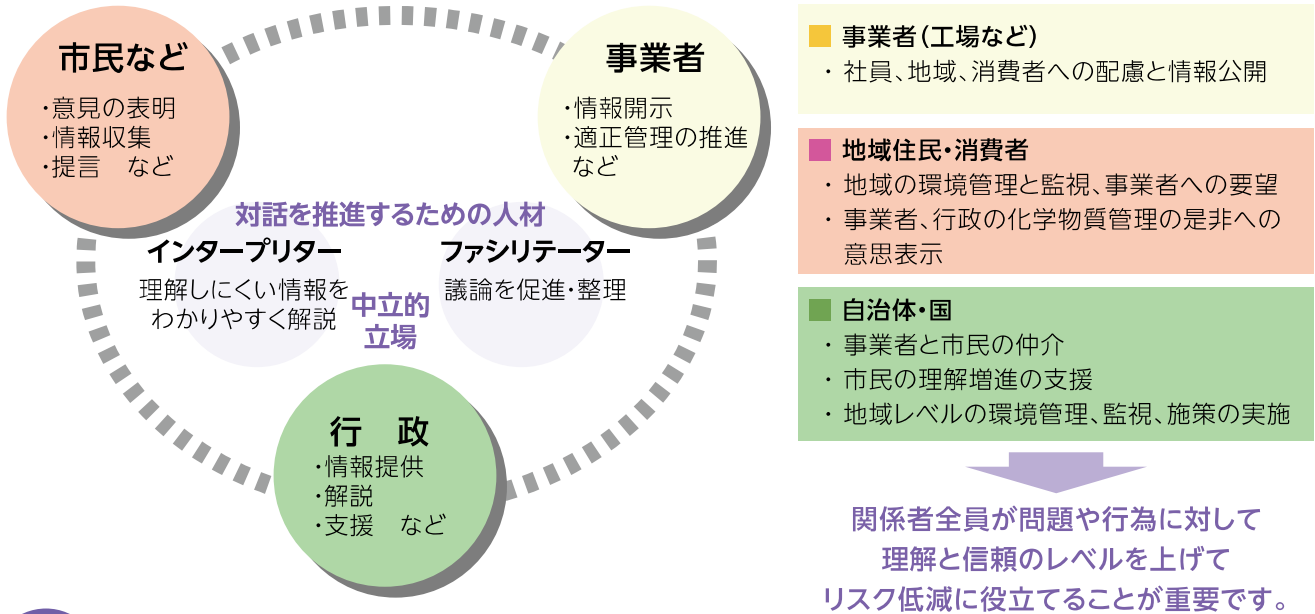 市民など
・意見の表明
・情報収集
・提言　など
事業者
・情報開示
・適正管理の推進
など
対話を推進するための人材
インタープリター
理解しにくい情報を
わかりやすく解説
ファシリテーター
議論を促進・整理
中立的
立場
行　政
・情報提供
・解説
・支援　など
事業者（工場など）
・ 社員、地域、消費者への配慮と情報公開
地域住民・消費者
・ 地域の環境管理と監視、事業者への要望
・ 事業者、行政の化学物質管理の是非への
意思表示
自治体・国
・ 事業者と市民の仲介
・ 市民の理解増進の支援
・ 地域レベルの環境管理、監視、施策の実施
関係者全員が問題や行為に対して
理解と信頼のレベルを上げて
リスク低減に役立てることが重要です。